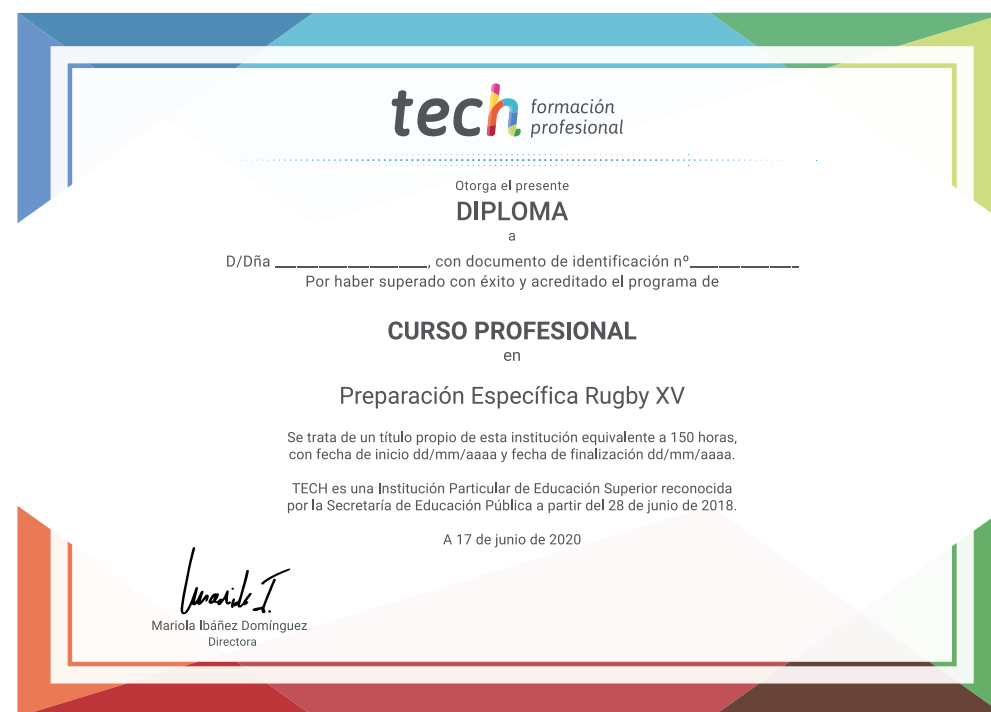 tech formación
profesional
Otorga el presente
DIPLOMA
a
D/Dña ____________________, con documento de identificación nº______________
Por haber superado con éxito y acreditado el programa de
CURSO PROFESIONAL
en
Preparación Específica Rugby XV
Se trata de un título propio de esta institución equivalente a 150 horas,
con fecha de inicio dd/mm/aaaa y fecha de finalización dd/mm/aaaa.
TECH es una Institución Particular de Educación Superior reconocida
por la Secretaría de Educación Pública a partir del 28 de junio de 2018.
A 17 de junio de 2020
Mariola I.
Mariola Ibáñez Domínguez
Directora